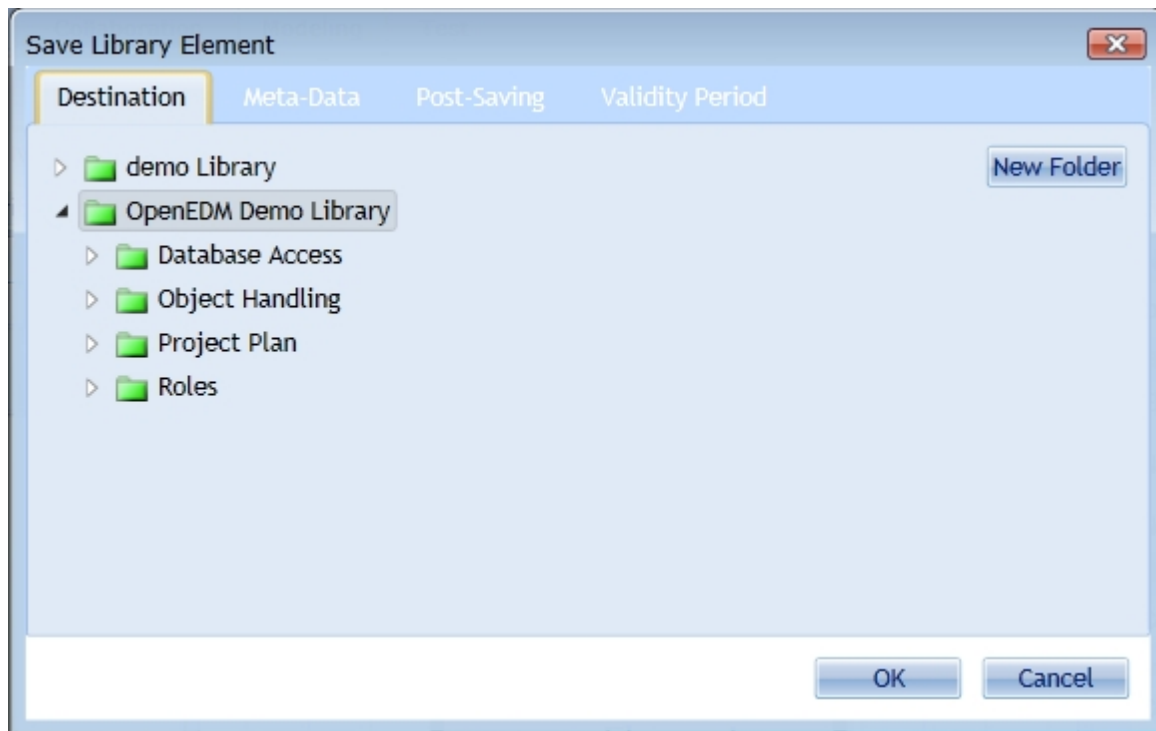 Save Library Element
Destination Meta-Data Post-Saving Validity Period
demo Library
New Folder
OpenEDM Demo Library
Database Access
Object Handling
Project Plan
Roles
OK Cancel